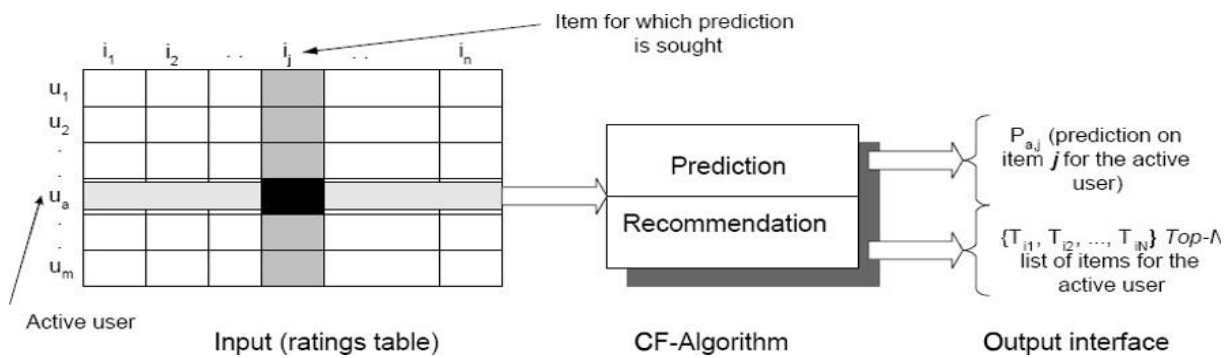 Item for which prediction
is sought
i1 i2 . . ij . . in
u1
u2
.
.
ua
.
.
um
Active user
Input (ratings table)
Prediction
Recommendation
CF-Algorithm
Pa,j (prediction on
item j for the active
user)
{Ti1, Ti2, ..., TiN} Top-N
list of items for the
active user
Output interface